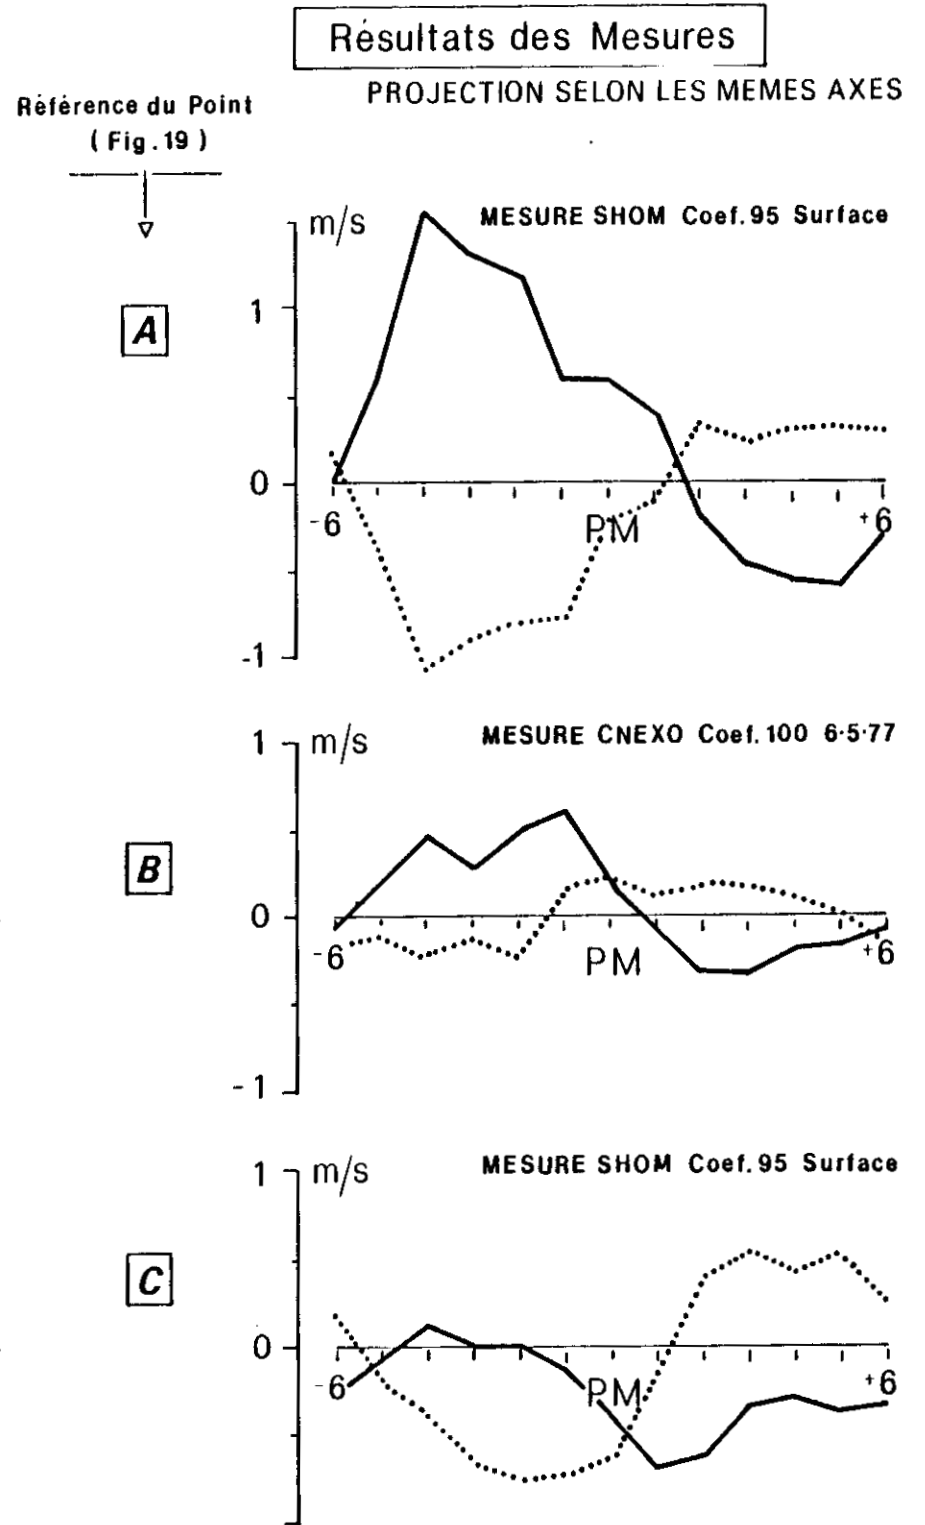 Résultats des Mesures
PROJECTION SELON LES MEMES AXES
Référence du Point
( Fig.19 )
m/s
MESURE SHOM Coef.95 Surface
1
A
0
-6
PM
+6
-1
1
m/s
MESURE CNEXO Coef.100 6·5·77
B
0
-6
PM
+6
-1
1
m/s
MESURE SHOM Coef.95 Surface
C
0
-6
PM
+6